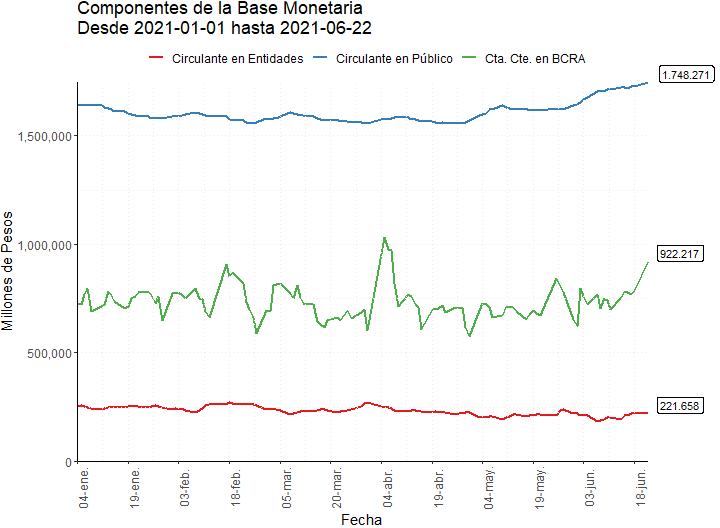 Componentes de la Base Monetaria
Desde 2021-01-01 hasta 2021-06-22
Circulante en Entidades
Circulante en Público
Cta. Cte. en BCRA
1.748.271
1,500,000
1,000,000
922.217
500,000
221.658
0
Millones de Pesos
04-ene.
19-ene.
03-feb.
18-feb.
05-mar.
20-mar.
04-abr.
19-abr.
04-may.
19-may.
03-jun.
18-jun.
Fecha